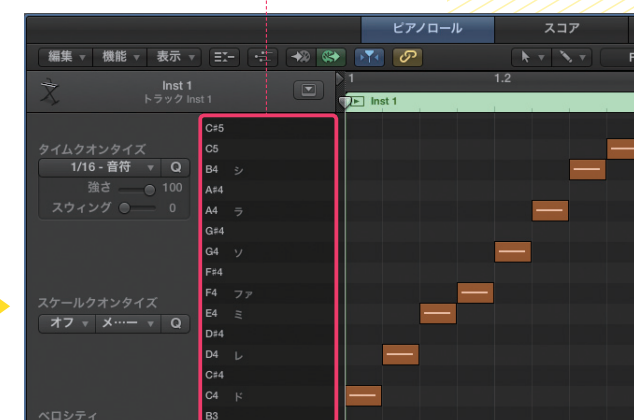 ピアノロール スコア
編集 機能 表示
Inst 1
トラック Inst 1
1 1.2
Inst 1
タイムクオンタイズ
1/16 - 音符 Q
強さ 100
スウィング 0
スケールクオンタイズ
オフ メ…ー Q
ベロシティ
C#5
C5
B4 シ
A#4
A4 ラ
G#4
G4 ソ
F#4
F4 ファ
E4 ミ
D#4
D4 レ
C#4
C4 ド
B3